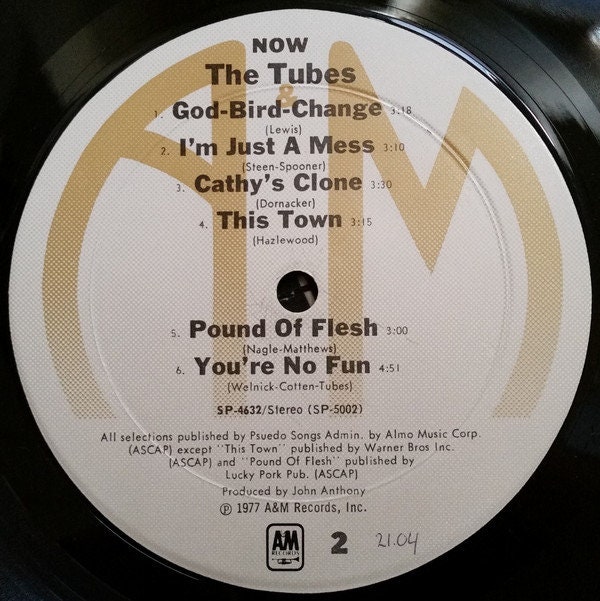 NOW
The Tubes
&
1. God-Bird-Change 3:18
(Lewis)
2. I'm Just A Mess 3:10
(Steen-Spooner)
3. Cathy's Clone 3:30
(Dornacker)
4. This Town 3:15
(Hazlewood)
5. Pound Of Flesh 3:00
(Nagle-Matthews)
6. You're No Fun 4:51
(Welnick-Cotten-Tubes)
SP-4632/Stereo (SP-5002)
All selections published by Psuedo Songs Admin. by Almo Music Corp.
(ASCAP) except "This Town" published by Warner Bros Inc.
(ASCAP) and "Pound Of Flesh" published by
Lucky Pork Pub. (ASCAP)
Produced by John Anthony
℗ 1977 A&M Records, Inc.
AM
RECORDS
2
21.04